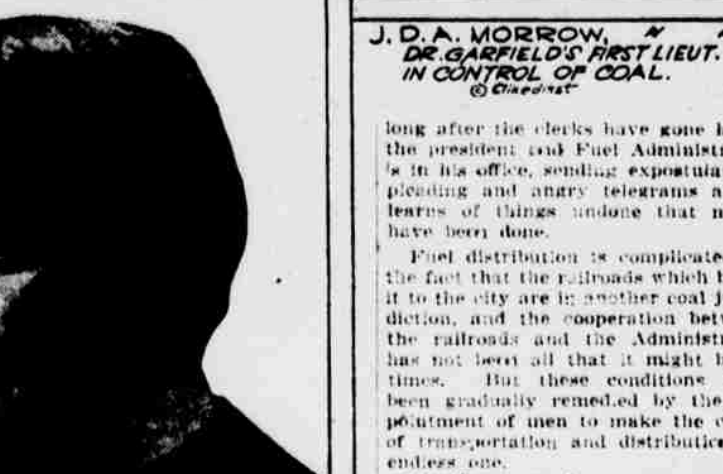 J. D. A. MORROW,
DR. GARFIELD'S FIRST LIEUT.
IN CONTROL OF COAL.
© Clinedinst
long after the clerks have gone
the president and Fuel Administr
is in his office, sending expostula
pleading and angry telegrams a
learns of things undone that m
have been done.
Fuel distribution is complicate
the fact that the railroads which b
it to the city are in another coal j
diction, and the cooperation betw
the railroads and the Administr
has not been all that it might b
times. But these conditions
been gradually remed.ed by the
pointment of men to make the c
of transportation and distributio
endless one.